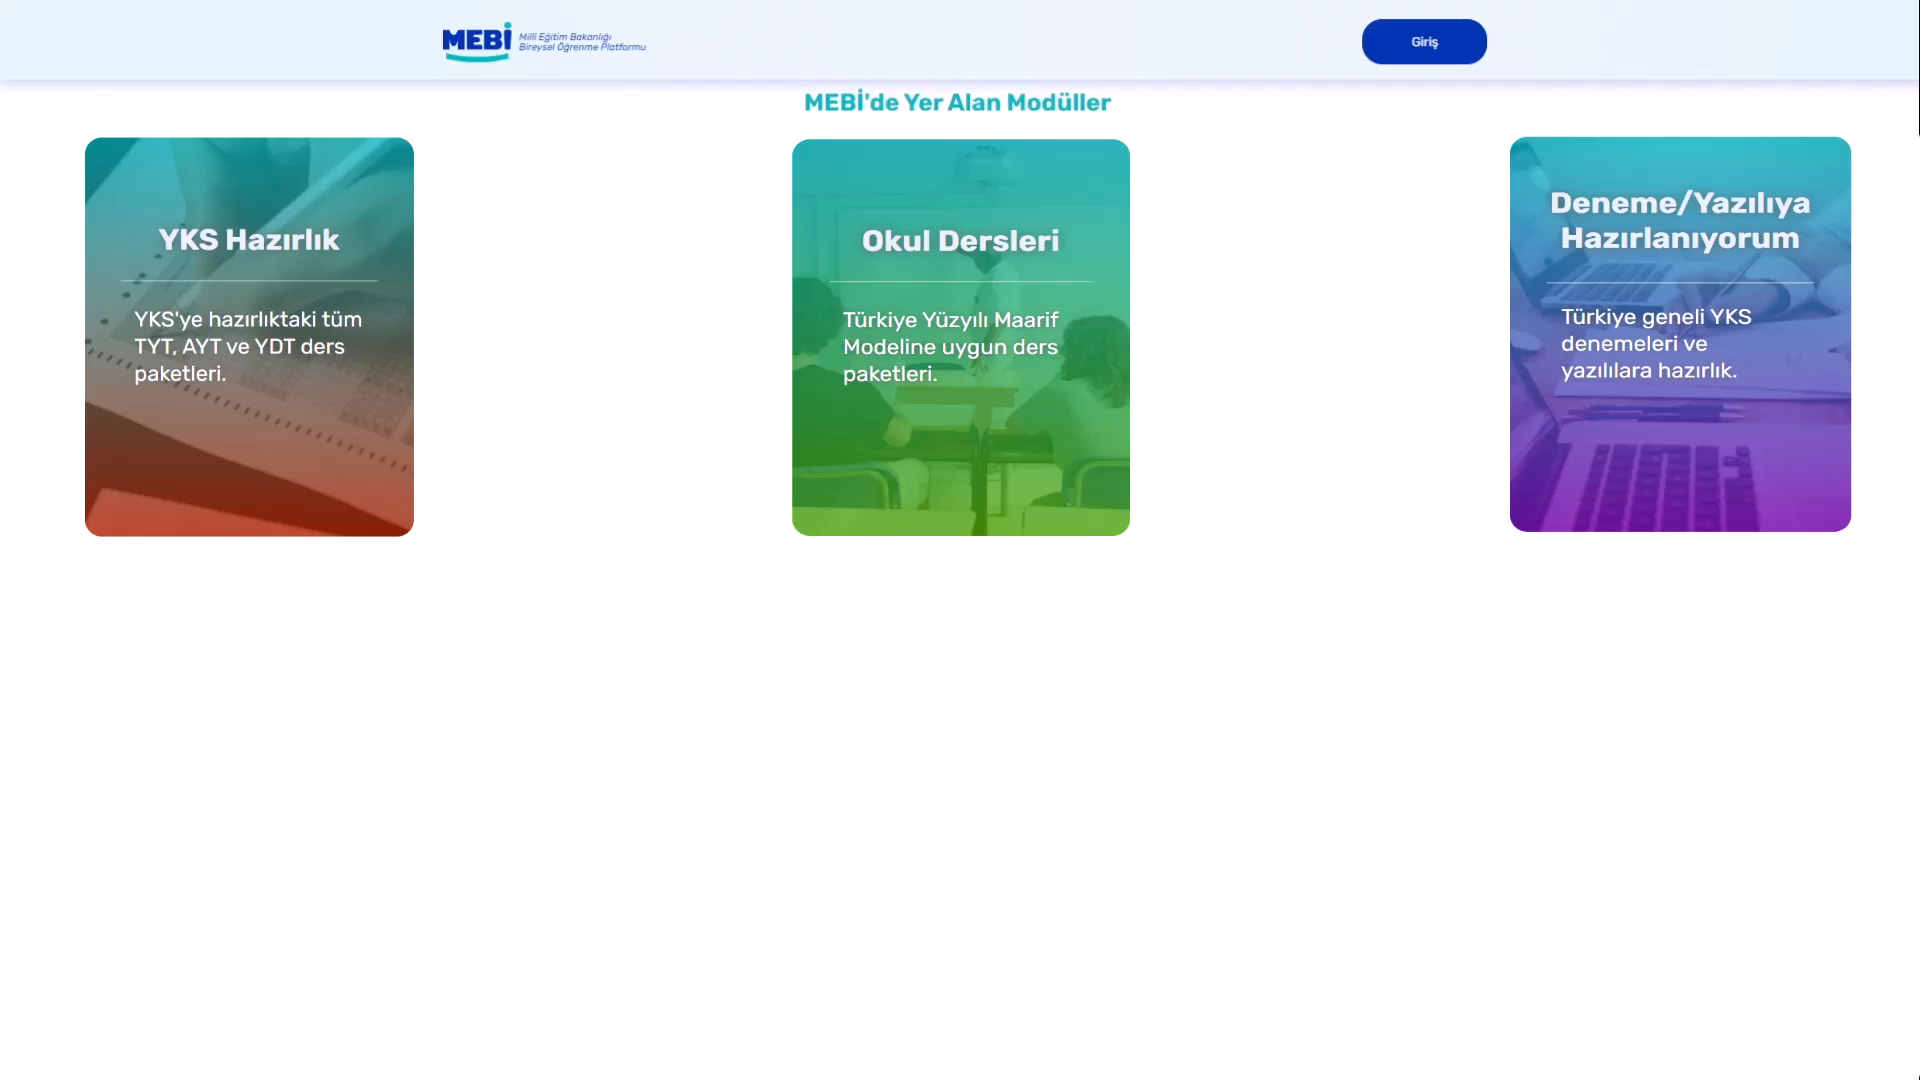 MEBİ Millî Eğitim Bakanlığı
Bireysel Öğrenme Platformu
Giriş
MEBİ'de Yer Alan Modüller
YKS Hazırlık
YKS'ye hazırlıktaki tüm
TYT, AYT ve YDT ders
paketleri.
Okul Dersleri
Türkiye Yüzyılı Maarif
Modeline uygun ders
paketleri.
Deneme/Yazılıya
Hazırlanıyorum
Türkiye geneli YKS
denemeleri ve
yazılılara hazırlık.